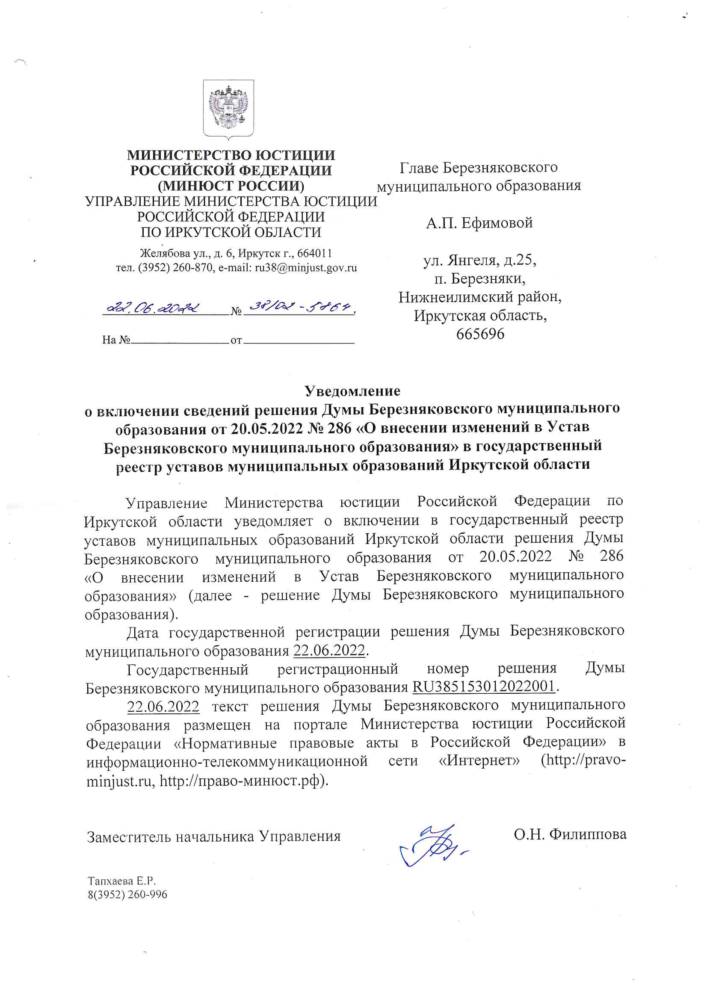 МИНИСТЕРСТВО ЮСТИЦИИ
РОССИЙСКОЙ ФЕДЕРАЦИИ
(МИНЮСТ РОССИИ)
УПРАВЛЕНИЕ МИНИСТЕРСТВА ЮСТИЦИИ
РОССИЙСКОЙ ФЕДЕРАЦИИ
ПО ИРКУТСКОЙ ОБЛАСТИ
Желябова ул., д. 6, Иркутск г., 664011
тел. (3952) 260-870, e-mail: ru38@minjust.gov.ru
22.06.2022 № 38/02-5864
На № от
Главе Березняковского
муниципального образования
А.П. Ефимовой
ул. Янгеля, д.25,
п. Березняки,
Нижнеилимский район,
Иркутская область,
665696
Уведомление
о включении сведений решения Думы Березняковского муниципального
образования от 20.05.2022 № 286 «О внесении изменений в Устав
Березняковского муниципального образования» в государственный
реестр уставов муниципальных образований Иркутской области
Управление Министерства юстиции Российской Федерации по
Иркутской области уведомляет о включении в государственный реестр
уставов муниципальных образований Иркутской области решения Думы
Березняковского муниципального образования от 20.05.2022 № 286
«О внесении изменений в Устав Березняковского муниципального
образования» (далее - решение Думы Березняковского муниципального
образования).
Дата государственной регистрации решения Думы Березняковского
муниципального образования 22.06.2022.
Государственный регистрационный номер решения Думы
Березняковского муниципального образования RU385153012022001.
22.06.2022 текст решения Думы Березняковского муниципального
образования размещен на портале Министерства юстиции Российской
Федерации «Нормативные правовые акты в Российской Федерации» в
информационно-телекоммуникационной сети «Интернет» (http://pravo-
minjust.ru, http://право-минюст.рф).
Заместитель начальника Управления О.Н. Филиппова
Тапхаева Е.Р.
8(3952) 260-996